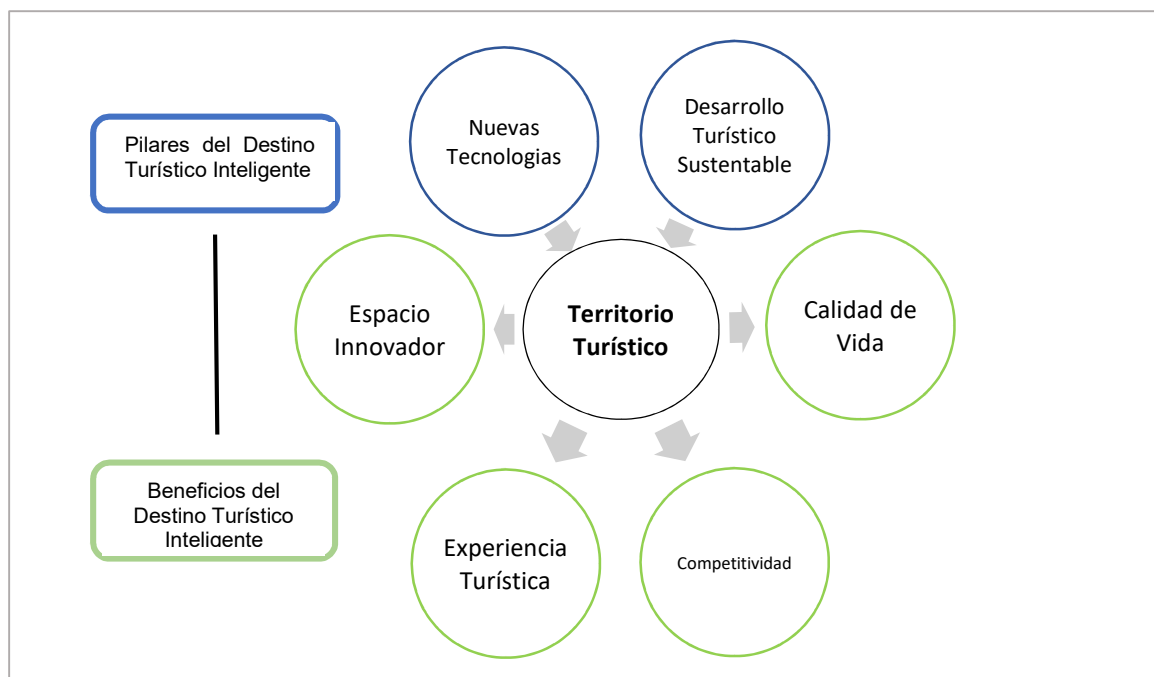 Pilares del Destino
Turístico Inteligente
Nuevas
Tecnologias
Desarrollo
Turístico
Sustentable
Espacio
Innovador
Territorio
Turístico
Calidad de
Vida
Beneficios del
Destino Turístico
Inteligente
Experiencia
Turística
Competitividad